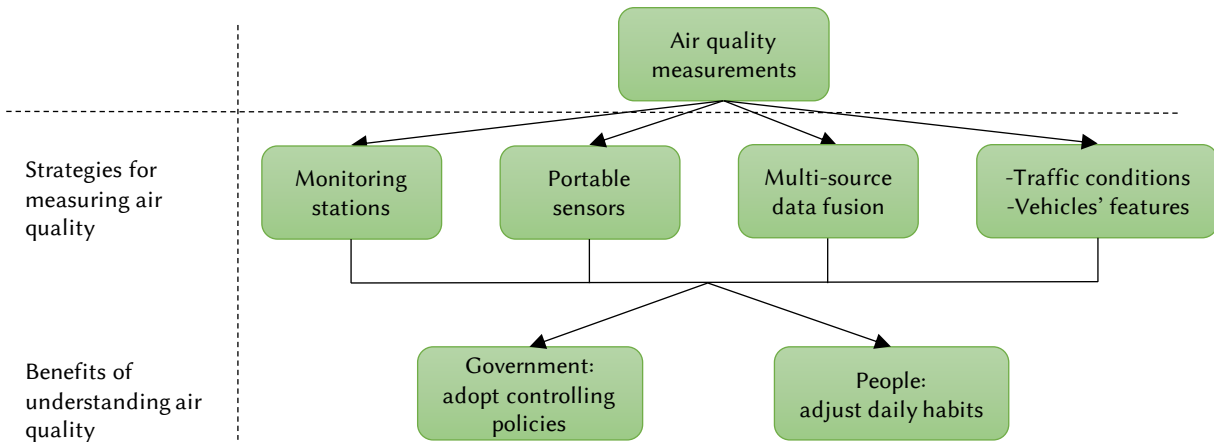 Air quality
measurements
Strategies for
measuring air
quality
Monitoring
stations
Portable
sensors
Multi-source
data fusion
-Traffic conditions
-Vehicles’ features
Benefits of
understanding air
quality
Government:
adopt controlling
policies
People:
adjust daily habits